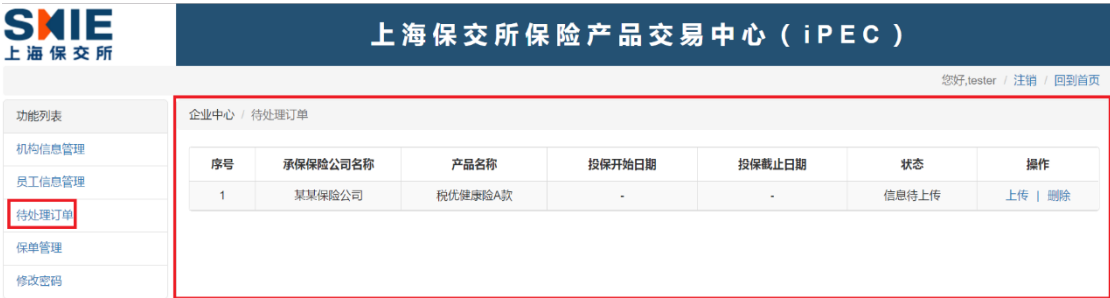 SMIE
上海保交所
上海保交所保险产品交易中心（iPEC）
您好,tester / 注销 / 回到首页
功能列表
机构信息管理
员工信息管理
待处理订单
保单管理
修改密码
企业中心 / 待处理订单
序号 承保保险公司名称 产品名称 投保开始日期 投保截止日期 状态 操作
1 某某保险公司 税优健康险A款 - - 信息待上传 上传 | 删除